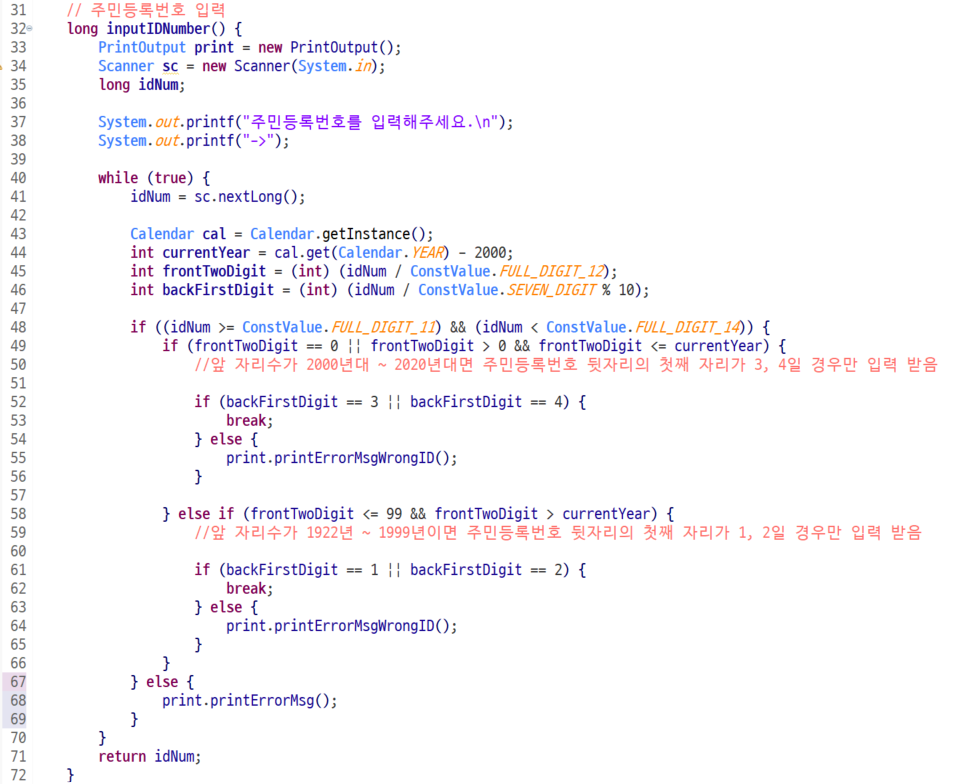 31 // 주민등록번호 입력
32 long inputIDNumber() {
33 PrintOutput print = new PrintOutput();
34 Scanner sc = new Scanner(System.in);
35 long idNum;
36
37 System.out.printf("주민등록번호를 입력해주세요.\n");
38 System.out.printf("->");
39
40 while (true) {
41 idNum = sc.nextLong();
42
43 Calendar cal = Calendar.getInstance();
44 int currentYear = cal.get(Calendar.YEAR) - 2000;
45 int frontTwoDigit = (int) (idNum / ConstValue.FULL_DIGIT_12);
46 int backFirstDigit = (int) (idNum / ConstValue.SEVEN_DIGIT % 10);
47
48 if ((idNum >= ConstValue.FULL_DIGIT_11) && (idNum < ConstValue.FULL_DIGIT_14)) {
49 if (frontTwoDigit == 0 || frontTwoDigit > 0 && frontTwoDigit <= currentYear) {
50 //앞 자리수가 2000년대 ~ 2020년대면 주민등록번호 뒷자리의 첫째 자리가 3, 4일 경우만 입력 받음
51
52 if (backFirstDigit == 3 || backFirstDigit == 4) {
53 break;
54 } else {
55 print.printErrorMsgWrongID();
56 }
57
58 } else if (frontTwoDigit <= 99 && frontTwoDigit > currentYear) {
59 //앞 자리수가 1922년 ~ 1999년이면 주민등록번호 뒷자리의 첫째 자리가 1, 2일 경우만 입력 받음
60
61 if (backFirstDigit == 1 || backFirstDigit == 2) {
62 break;
63 } else {
64 print.printErrorMsgWrongID();
65 }
66 }
67 } else {
68 print.printErrorMsg();
69 }
70 }
71 return idNum;
72 }